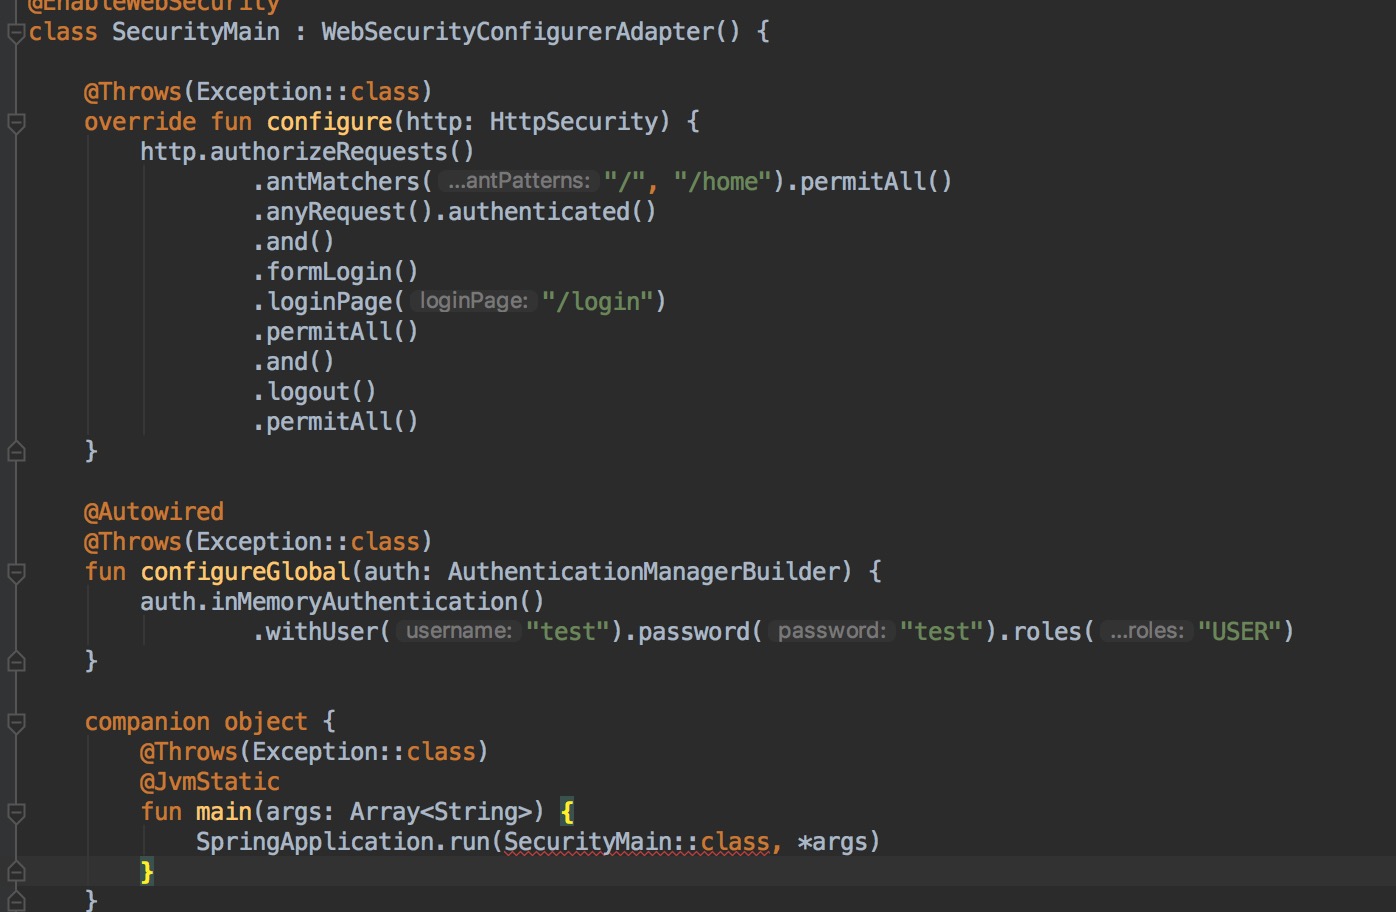 @EnableWebSecurity
class SecurityMain : WebSecurityConfigurerAdapter() {
@Throws(Exception::class)
override fun configure(http: HttpSecurity) {
http.authorizeRequests()
.antMatchers( ...antPatterns: "/", "/home").permitAll()
.anyRequest().authenticated()
.and()
.formLogin()
.loginPage( loginPage: "/login")
.permitAll()
.and()
.logout()
.permitAll()
}
@Autowired
@Throws(Exception::class)
fun configureGlobal(auth: AuthenticationManagerBuilder) {
auth.inMemoryAuthentication()
.withUser( username: "test").password( password: "test").roles( ...roles: "USER")
}
companion object {
@Throws(Exception::class)
@JvmStatic
fun main(args: Array<String>) {
SpringApplication.run(SecurityMain::class, *args)
}
}